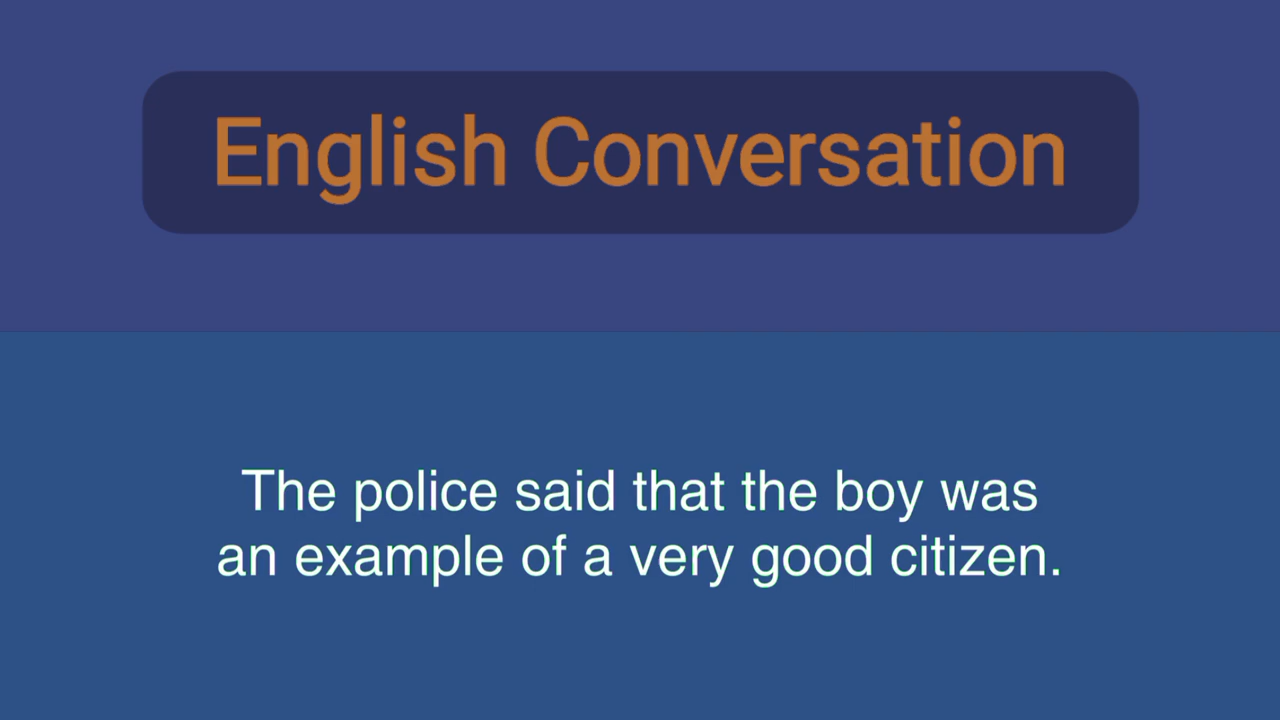 English Conversation
The police said that the boy was
an example of a very good citizen.